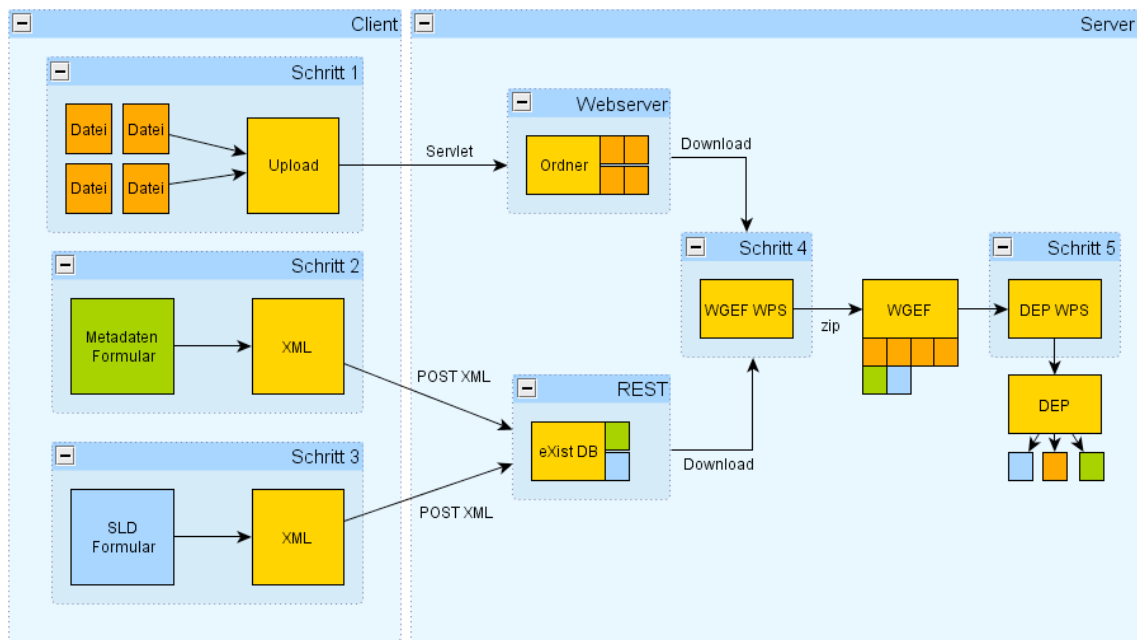 Client
Schritt 1
Datei
Datei
Datei
Datei
Upload
Schritt 2
Metadaten
Formular
XML
Schritt 3
SLD
Formular
XML
Server
Servlet
Webserver
Ordner
Download
POST XML
POST XML
REST
eXist DB
Download
Schritt 4
WGEF WPS
zip
WGEF
Schritt 5
DEP WPS
DEP